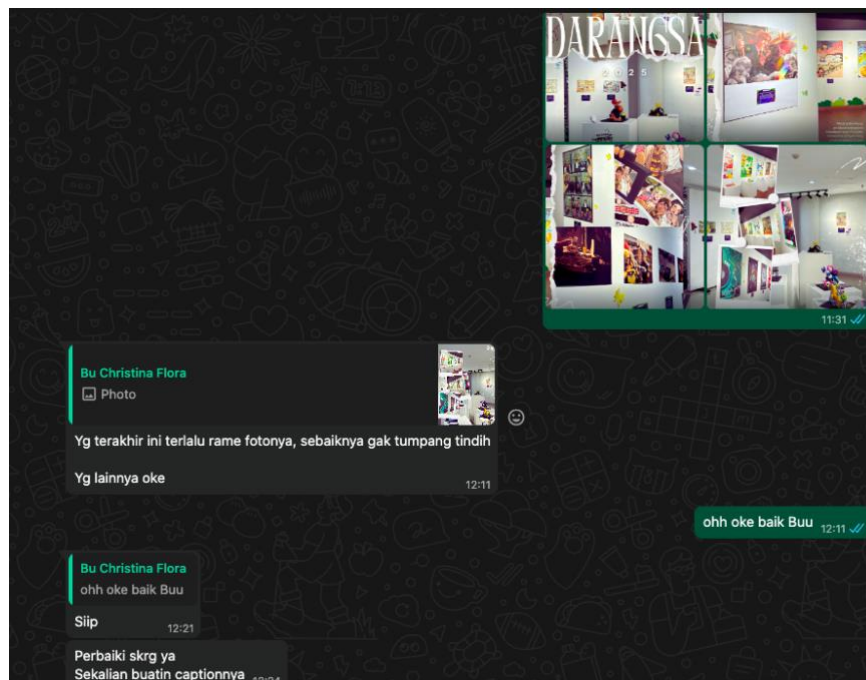 DARANGSA
2025
11:31
Bu Christina Flora
Photo
Yg terakhir ini terlalu rame fotonya, sebaiknya gak tumpang tindih
Yg lainnya oke
12:11
ohh oke baik Buu
12:11
Bu Christina Flora
ohh oke baik Buu
Siip
12:21
Perbaiki skrg ya
Sekalian buatin captionnya